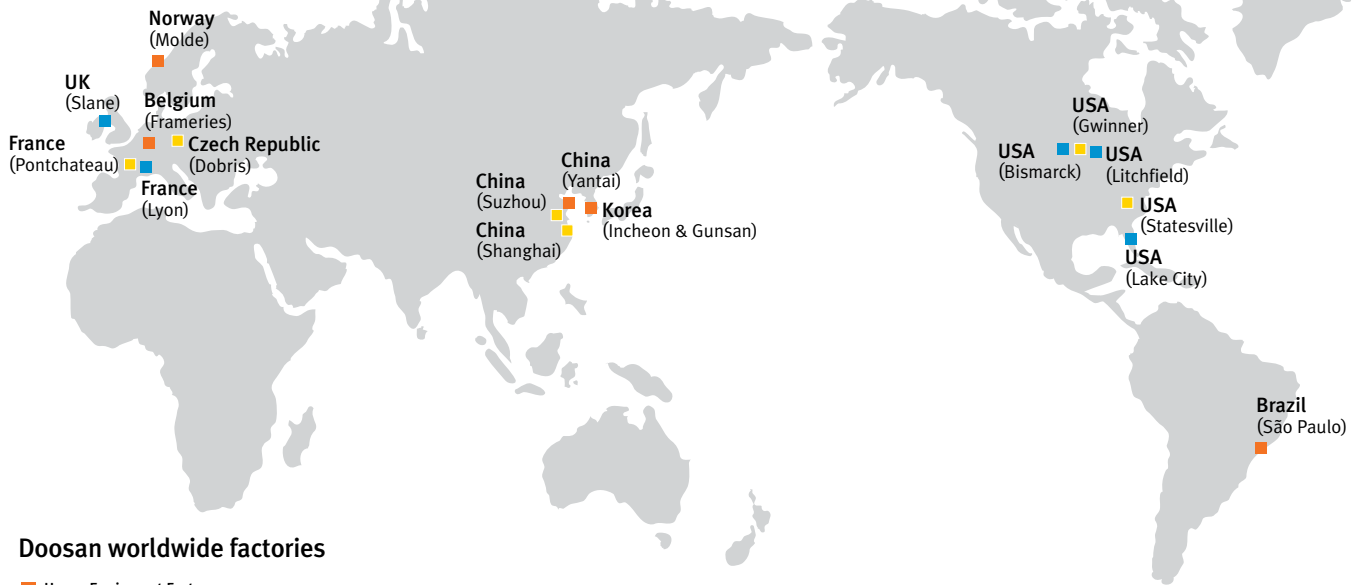 Norway
(Molde)
UK
(Slane)
Belgium
(Frameries)
France
(Pontchateau)
Czech Republic
(Dobris)
France
(Lyon)
China
(Yantai)
China
(Suzhou)
Korea
(Incheon & Gunsan)
China
(Shanghai)
USA
(Gwinner)
USA
(Bismarck)
USA
(Litchfield)
USA
(Statesville)
USA
(Lake City)
Brazil
(São Paulo)
Doosan worldwide factories